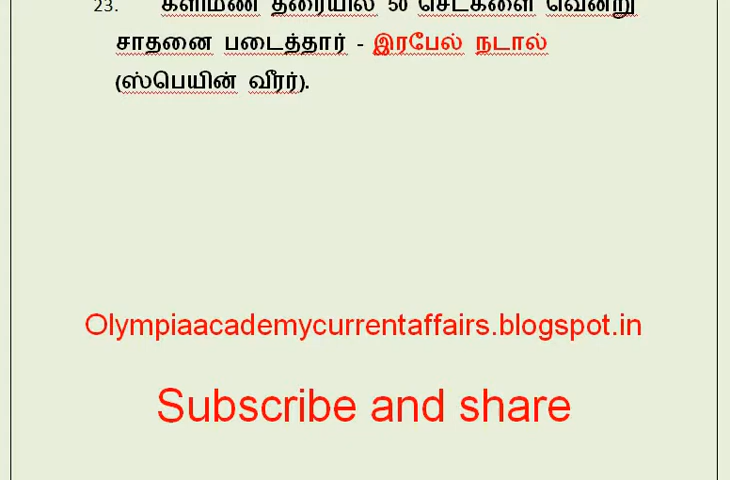 23. களிமண் தரையில் 50 செட்களை வென்று
சாதனை படைத்தார் - இரபேல் நடால்
(ஸ்பெயின் வீரர்).
Olympiaacademycurrentaffairs.blogspot.in
Subscribe and share